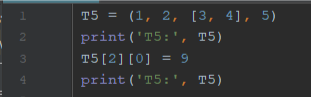 1 T5 = (1, 2, [3, 4], 5)
2 print('T5:', T5)
3 T5[2][0] = 9
4 print('T5:', T5)